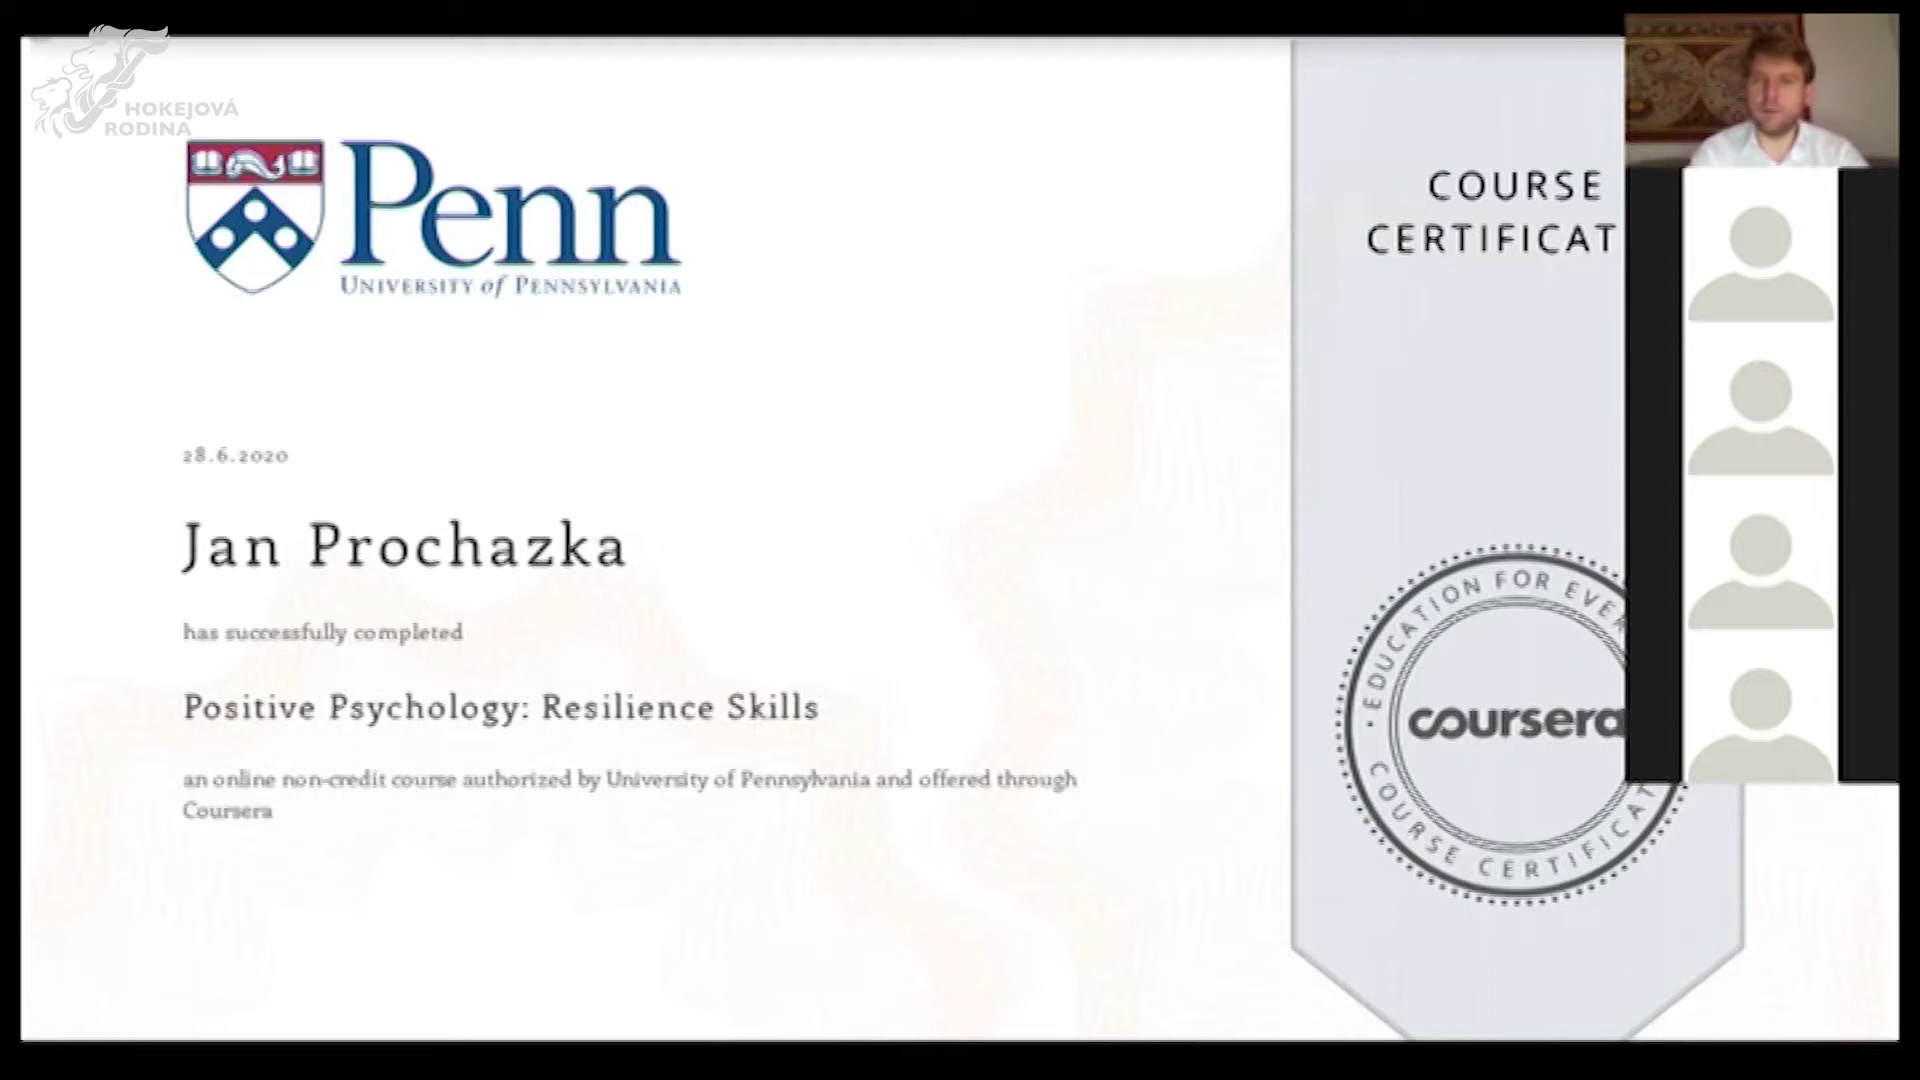 HOKEJOVÁ
RODINA
Penn
UNIVERSITY of PENNSYLVANIA
COURSE
CERTIFICAT
28.6.2020
Jan Prochazka
has successfully completed
Positive Psychology: Resilience Skills
an online non-credit course authorized by University of Pennsylvania and offered through
Coursera
EDUCATION FOR EVER
coursera
COURSE CERTIFICAT